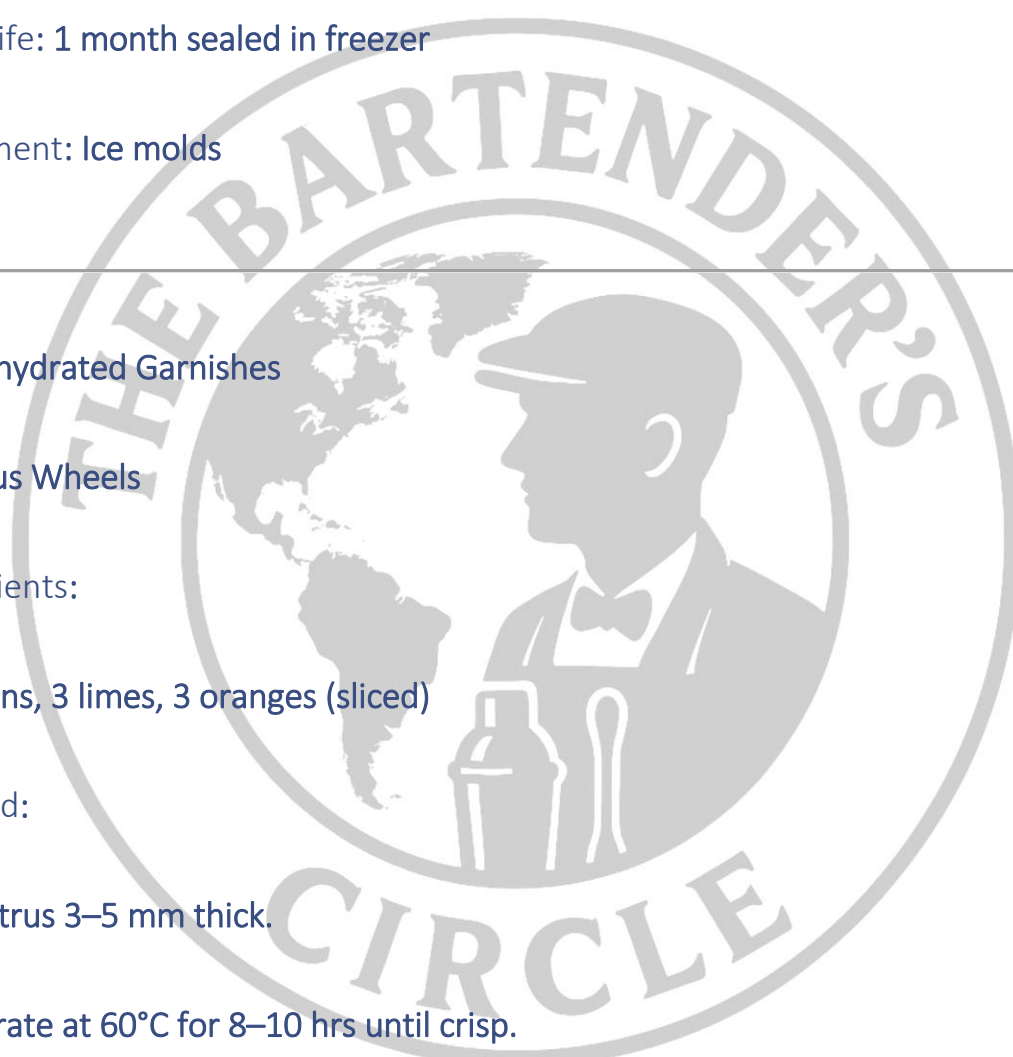 ife: 1 month sealed in freezer
THE BARTENDER'S
nent: Ice molds
hydrated Garnishes
us Wheels
ients:
ns, 3 limes, 3 oranges (sliced)
d:
trus 3–5 mm thick.
CIRCLE
rate at 60°C for 8–10 hrs until crisp.